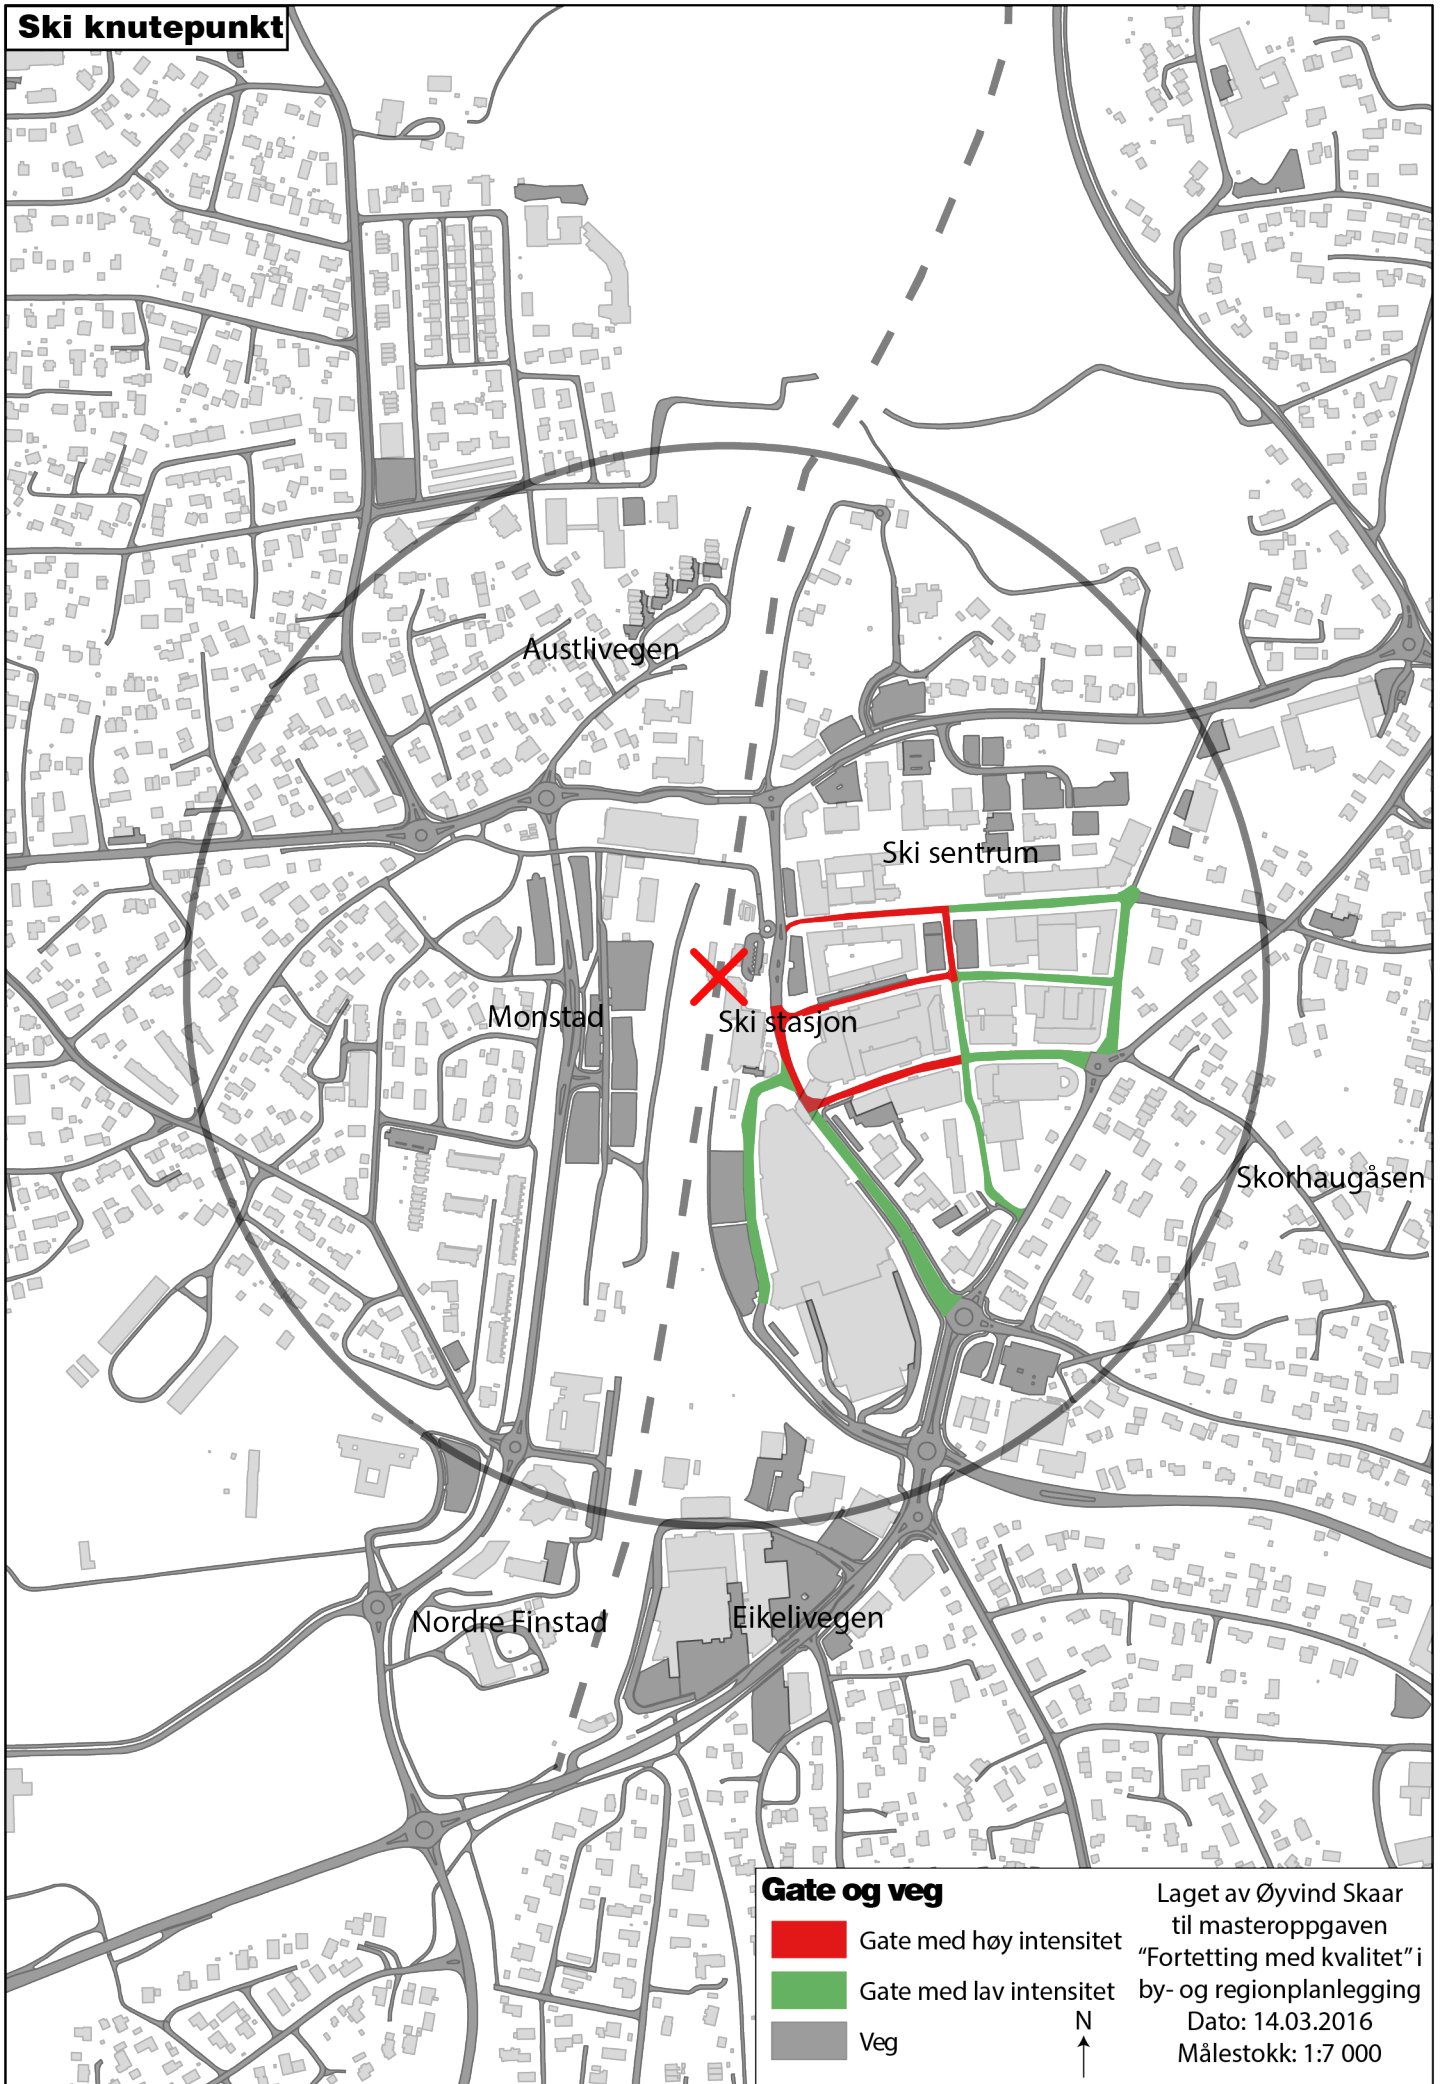 Ski knutepunkt
Austlivegen
Ski sentrum
Monstad
Ski stasjon
Skorhaugåsen
Nordre Finstad
Eikelivegen
Gate og veg
Gate med høy intensitet
Gate med lav intensitet
Veg
N
Laget av Øyvind Skaar
til masteroppgaven
“Fortetting med kvalitet” i
by- og regionplanlegging
Dato: 14.03.2016
Målestokk: 1:7 000